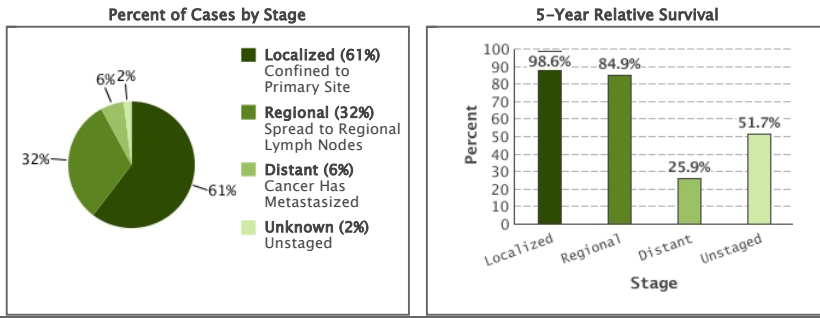 Percent of Cases by Stage
6%
2%
32%
61%
Localized (61%)
Confined to
Primary Site
Regional (32%)
Spread to Regional
Lymph Nodes
Distant (6%)
Cancer Has
Metastasized
Unknown (2%)
Unstaged
5-Year Relative Survival
Percent
100
90
80
70
60
50
40
30
20
10
0
98.6%
84.9%
25.9%
51.7%
Localized
Regional
Distant
Unstaged
Stage